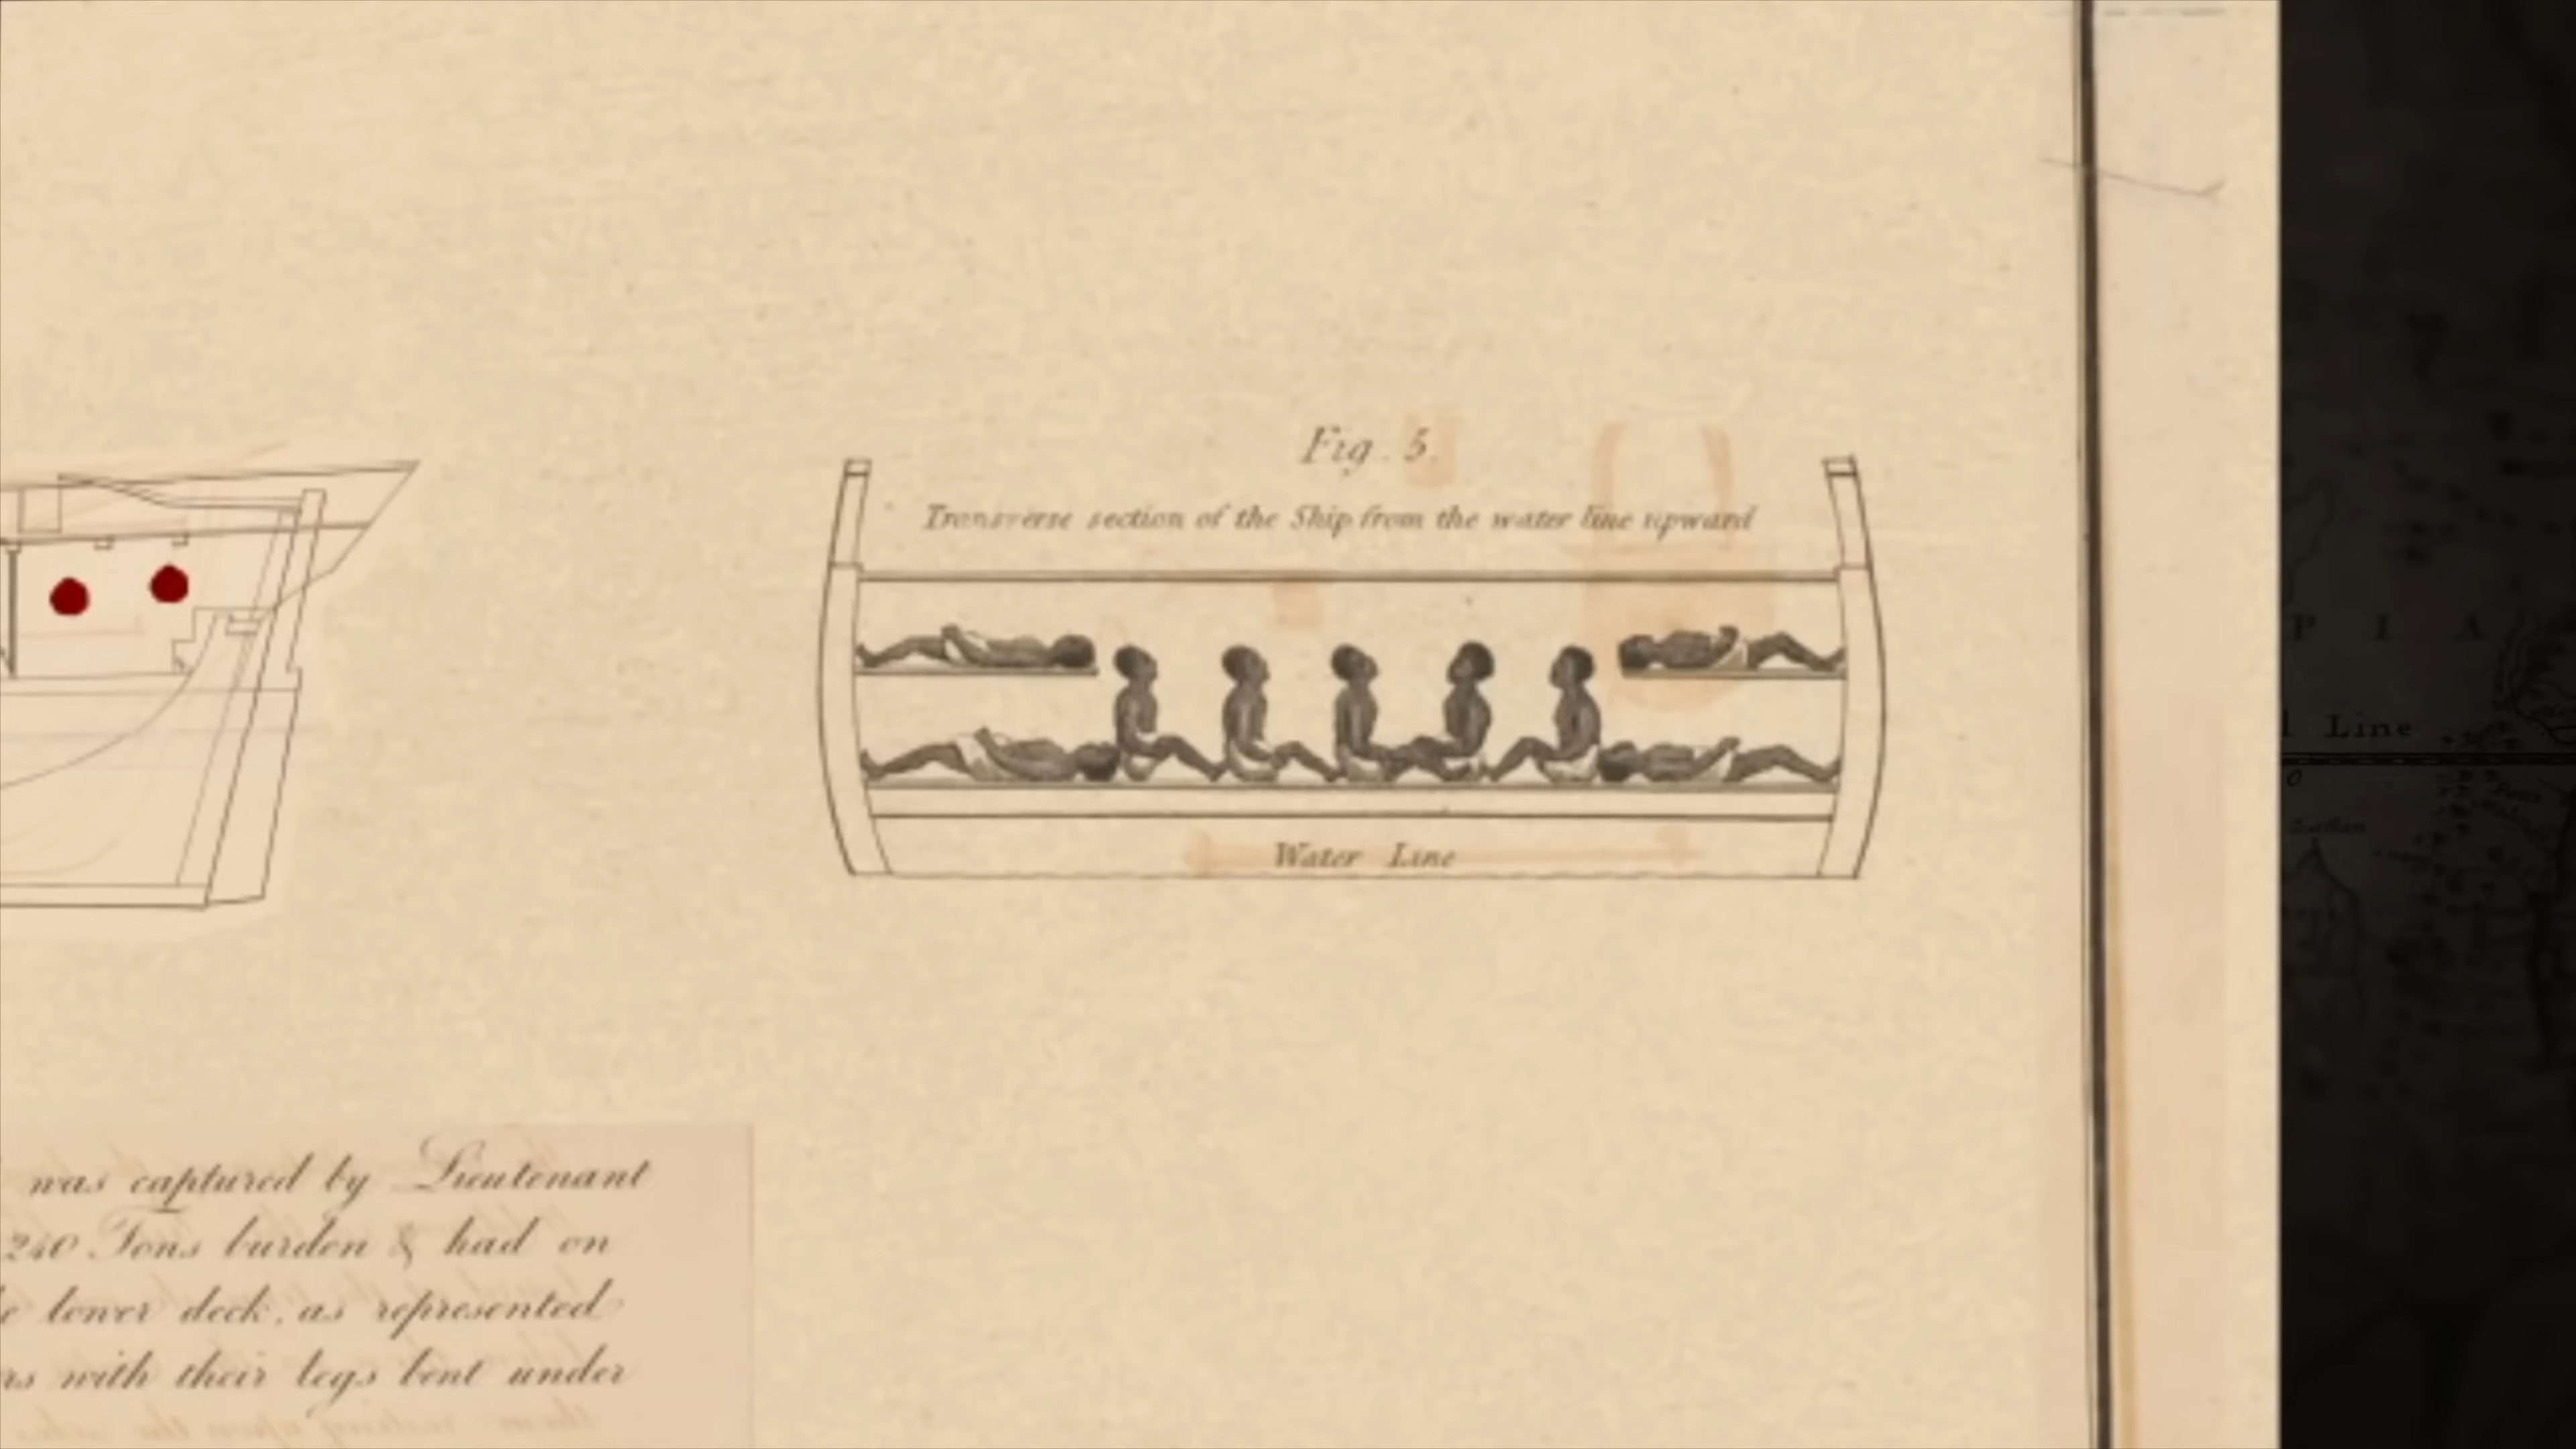 Fig. 5.
Transverse section of the Ship from the water line upward
Water Line
was captured by Lieutenant
240 Tons burden & had on
lower deck, as represented
with their legs bent under
P I A
Line